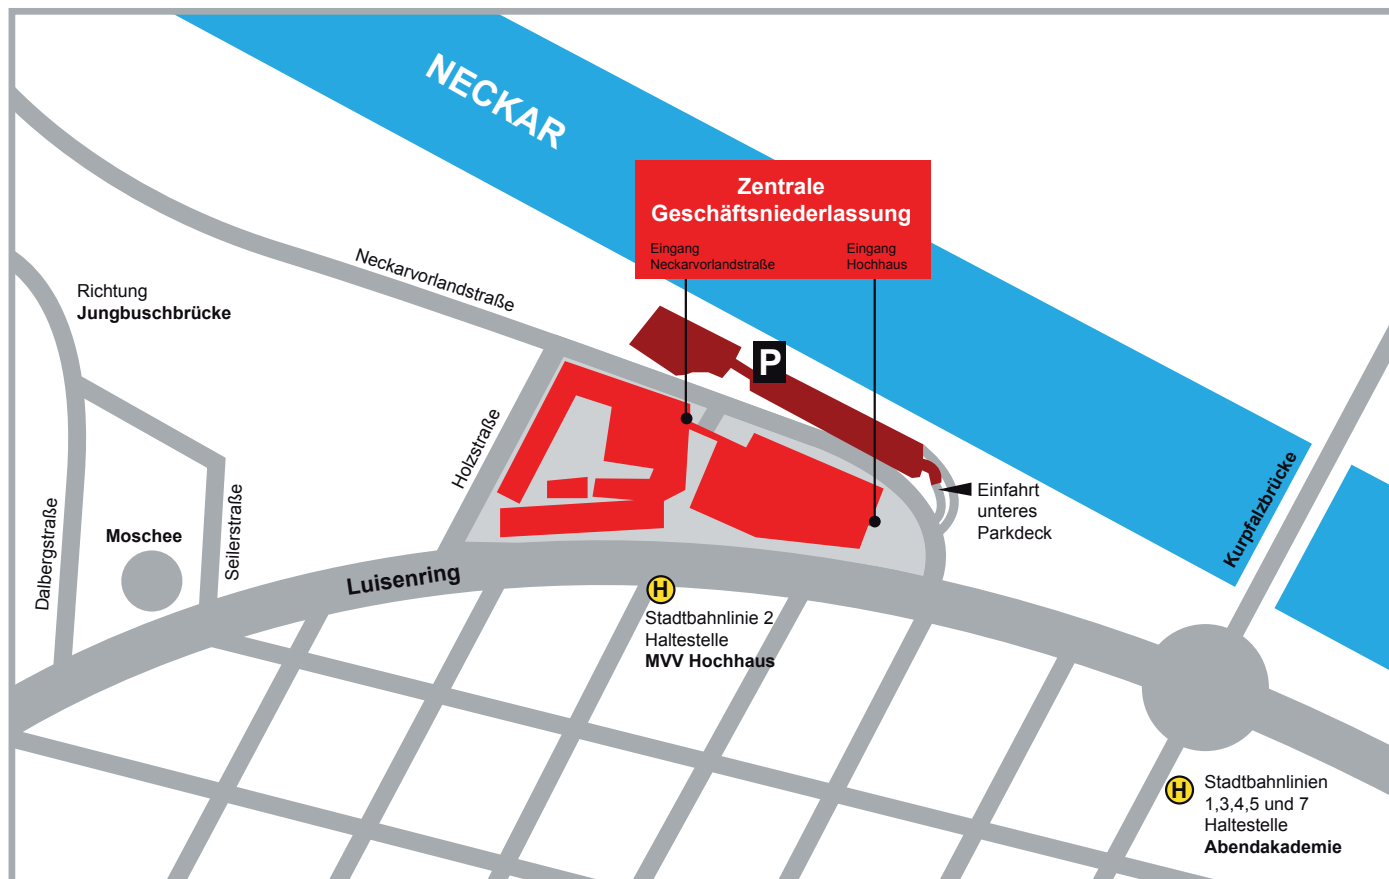 NECKAR
Zentrale
Geschäftsniederlassung
Eingang
Neckarvorlandstraße
Eingang
Hochhaus
Neckarvorlandstraße
Richtung
Jungbuschbrücke
P
Holzstraße
Kurpfalzbrücke
Einfahrt
unteres
Parkdeck
Dalbergstraße
Moschee
Seilerstraße
Luisenring
H
Stadtbahnlinie 2
Haltestelle
MVV Hochhaus
H
Stadtbahnlinien
1,3,4,5 und 7
Haltestelle
Abendakademie